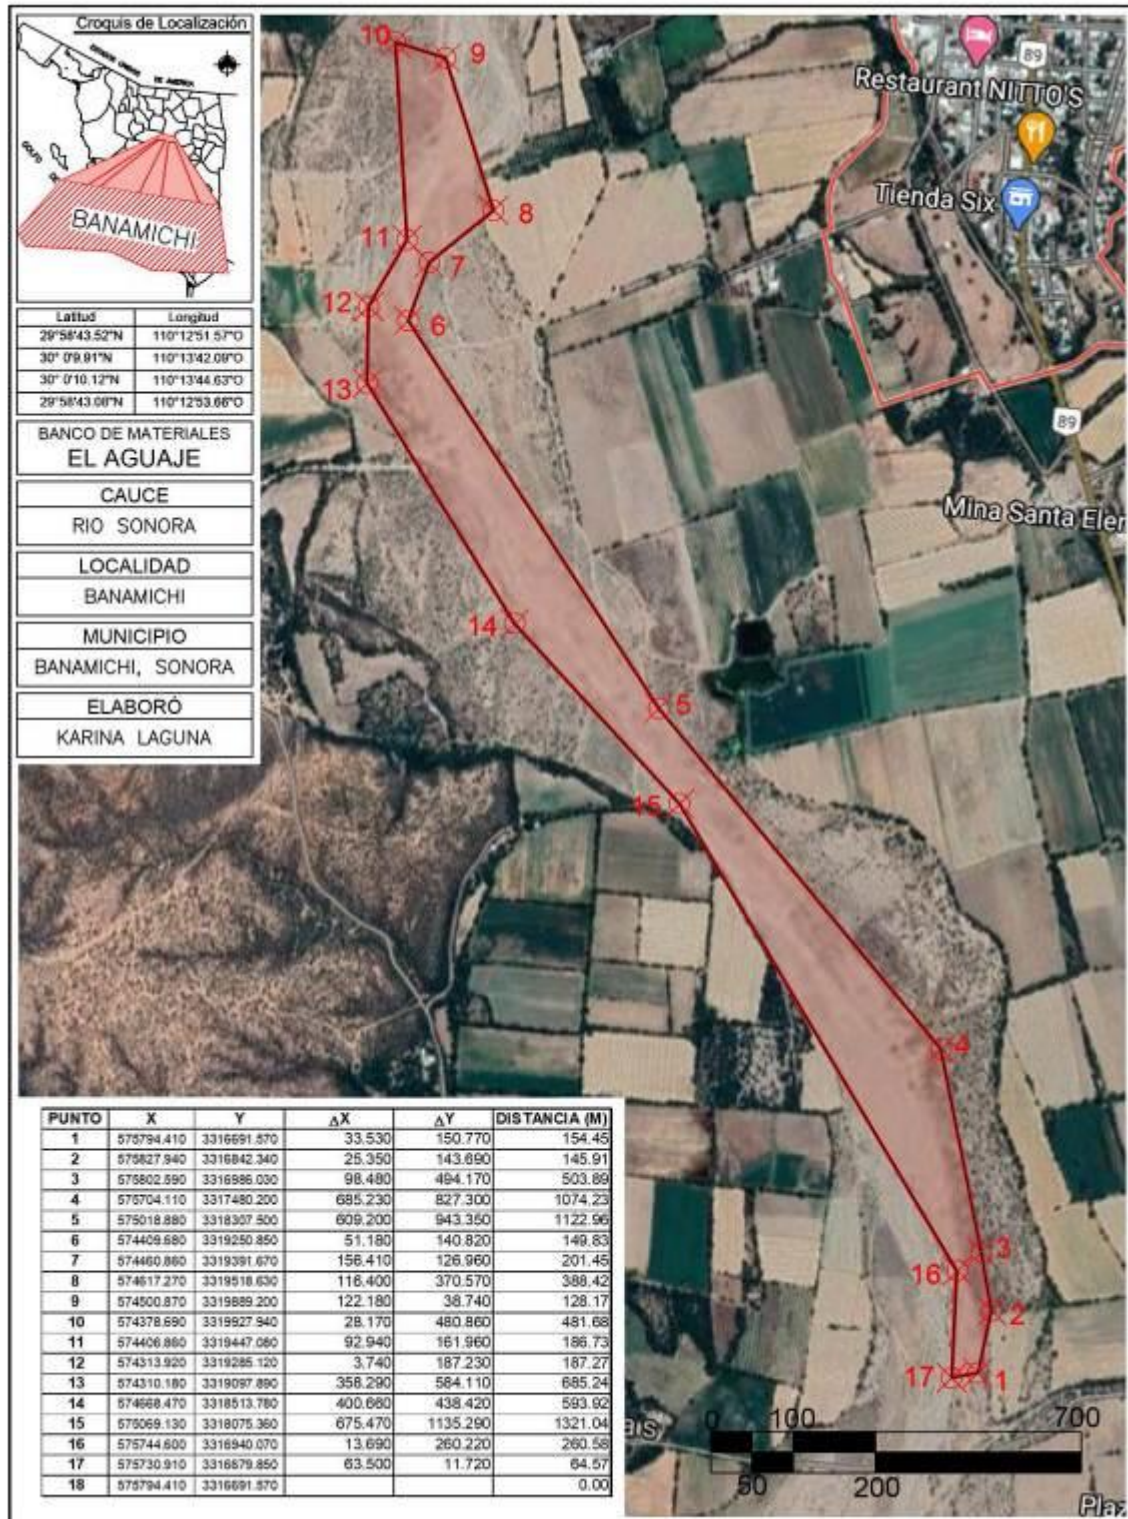 Croquis de Localización
ESTADOS UNIDOS DE AMERICA
GOLFO
BANAMICHI
Latitud Longitud
29°58'43.52"N 110°12'51.57"O
30° 0'9.91"N 110°13'42.09"O
30° 0'10.12"N 110°13'44.63"O
29°58'43.08"N 110°12'53.66"O
BANCO DE MATERIALES
EL AGUAJE
CAUCE
RIO SONORA
LOCALIDAD
BANAMICHI
MUNICIPIO
BANAMICHI, SONORA
ELABORÓ
KARINA LAGUNA
10
9
8
11
7
12
6
13
14
5
15
4
3
16
2
17
1
89
Restaurant NITTO'S
Tienda Six
89
Mina Santa Eler
PUNTO X Y ΔX ΔY DISTANCIA (M)
1 575794.410 3316691.570 33.530 150.770 154.45
2 575827.940 3316842.340 25.350 143.690 145.91
3 575802.590 3316986.030 98.480 494.170 503.89
4 575704.110 3317480.200 685.230 827.300 1074.23
5 575018.880 3318307.500 609.200 943.350 1122.96
6 574409.680 3319250.850 51.180 140.820 149.83
7 574460.860 3319391.670 156.410 126.960 201.45
8 574617.270 3319518.630 116.400 370.570 388.42
9 574500.870 3319889.200 122.180 38.740 128.17
10 574378.690 3319927.940 28.170 480.860 481.68
11 574406.860 3319447.080 92.940 161.960 186.73
12 574313.920 3319285.120 3.740 187.230 187.27
13 574310.180 3319097.890 358.290 584.110 685.24
14 574668.470 3318513.780 400.660 438.420 593.92
15 575069.130 3318075.360 675.470 1135.290 1321.04
16 575744.600 3316940.070 13.690 260.220 260.58
17 575730.910 3316679.850 63.500 11.720 64.57
18 575794.410 3316691.570 0.00
as
0 100 700
50 200
Plaz